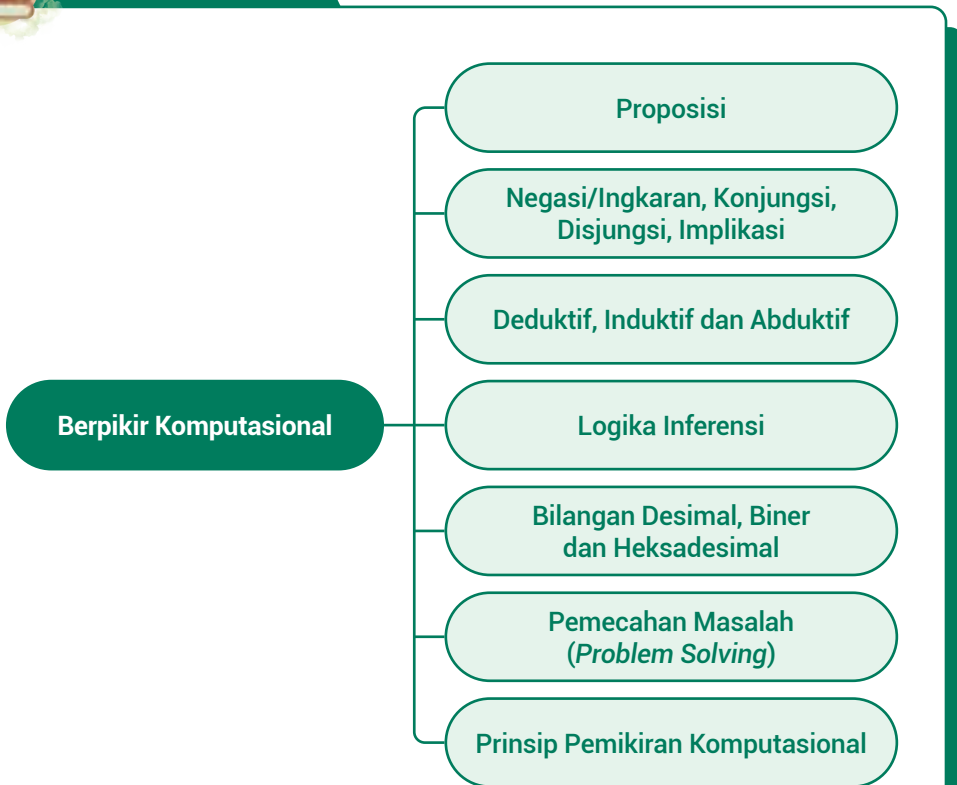 Proposisi
Negasi/Ingkaran, Konjungsi,
Disjungsi, Implikasi
Deduktif, Induktif dan Abduktif
Berpikir Komputasional
Logika Inferensi
Bilangan Desimal, Biner
dan Heksadesimal
Pemecahan Masalah
(Problem Solving)
Prinsip Pemikiran Komputasional